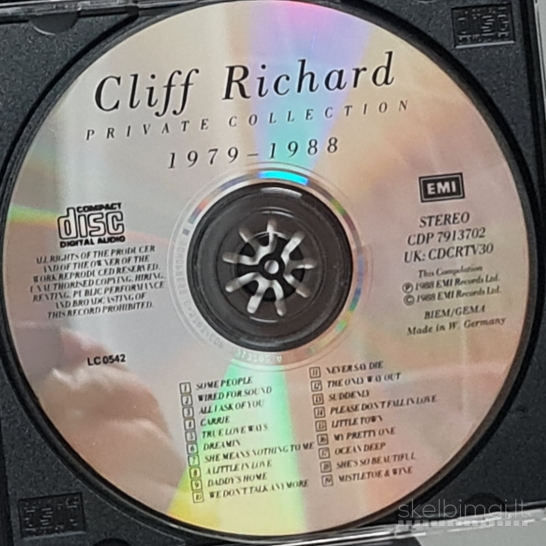 Cliff Richard
PRIVATE COLLECTION
1979-1988
COMPACT
disc
DIGITAL AUDIO
ALL RIGHTS OF THE PRODUCER
AND OF THE OWNER OF THE
WORK REPRODUCED RESERVED.
UNAUTHORISED COPYING, HIRING,
RENTING, PUBLIC PERFORMANCE
AND BROADCASTING OF
THIS RECORD PROHIBITED.
LC 0542
EMI
STEREO
CDP 7913702
UK: CDCRTV30
This Compilation
Ⓟ 1988 EMI Records Ltd.
© 1988 EMI Records Ltd.
BIEM/GEMA
Made in W. Germany
1 SOME PEOPLE
2 WIRED FOR SOUND
3 ALL I ASK OF YOU
4 CARRIE
5 TRUE LOVE WAYS
6 DREAMIN
7 SHE MEANS NOTHING TO ME
8 A LITTLE IN LOVE
9 DADDY'S HOME
10 WE DON'T TALK ANYMORE
11 NEVER SAY DIE
12 THE ONLY WAY OUT
13 SUDDENLY
14 PLEASE DON'T FALL IN LOVE
15 LITTLE TOWN
16 MY PRETTY ONE
17 OCEAN DEEP
18 SHE'S SO BEAUTIFUL
19 MISTLETOE & WINE
skelbimai.lt